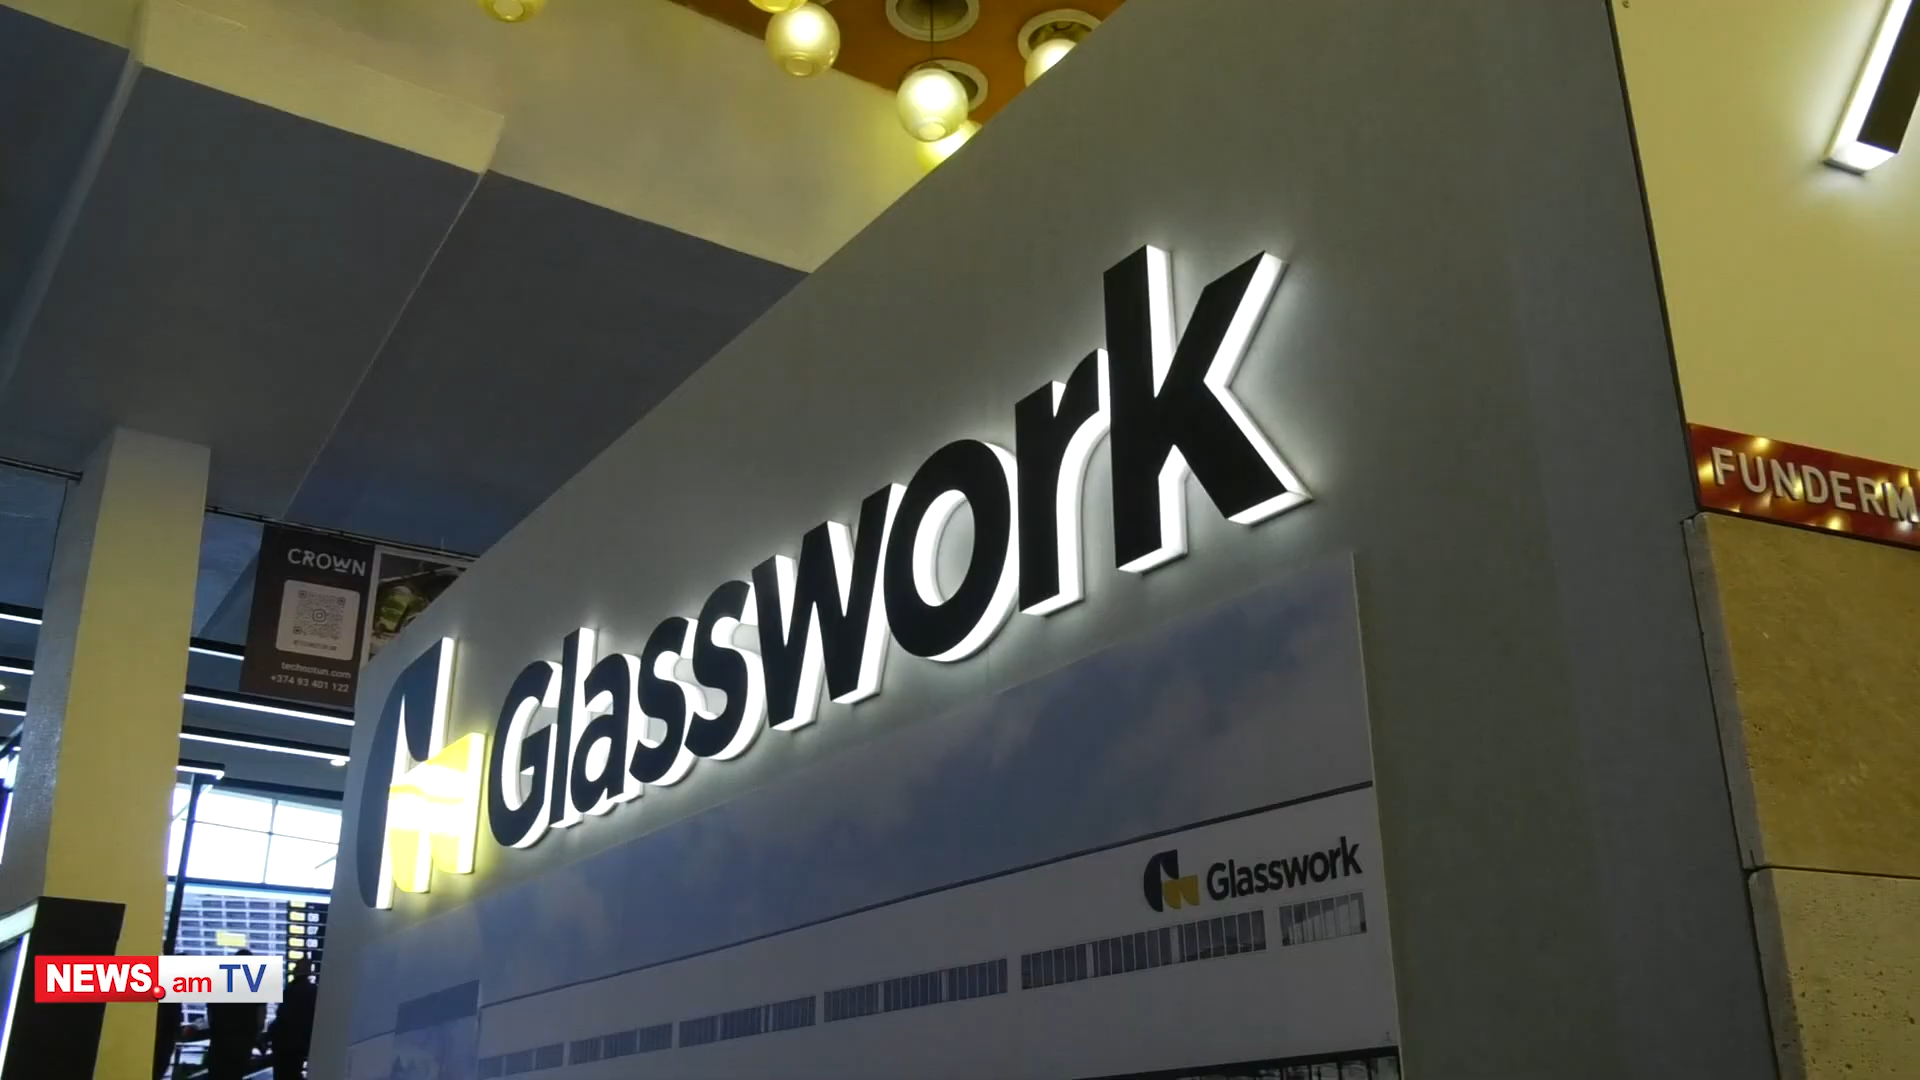 Glasswork
Glasswork
FUNDERM
CROWN
technotun.com
+374 93 401 122
NEWS.am TV